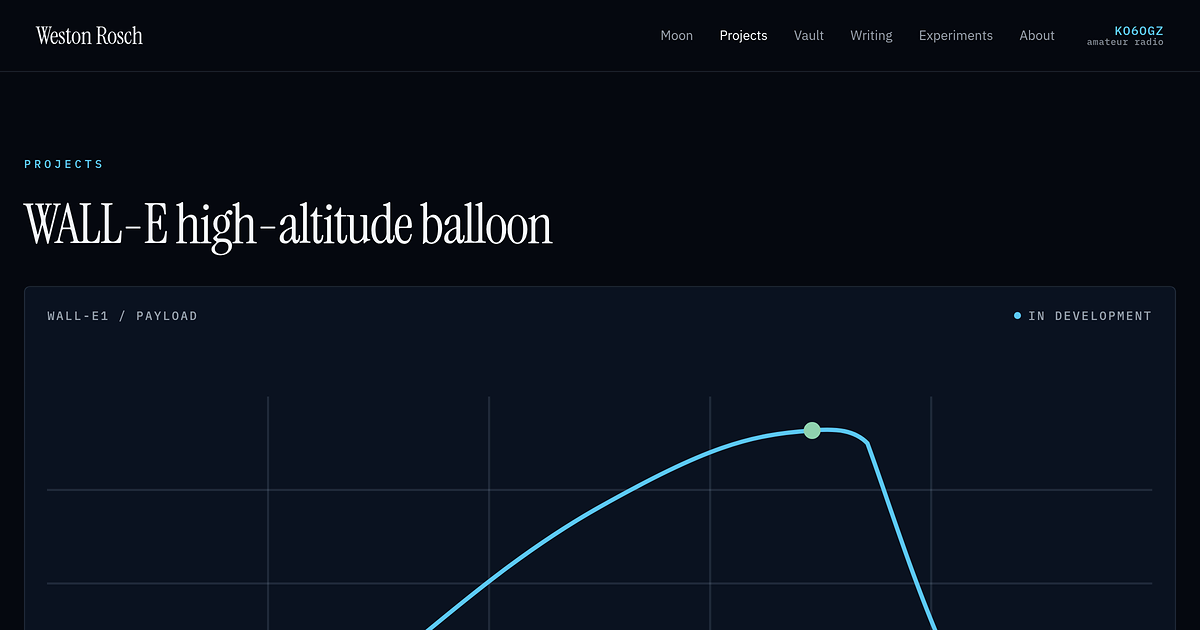 Weston Rosch
Moon Projects Vault Writing Experiments About
KO6OGZ
amateur radio
PROJECTS
WALL-E high-altitude balloon
WALL-E1 / PAYLOAD
IN DEVELOPMENT